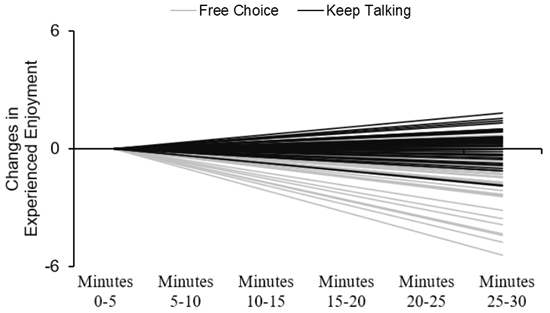 Free Choice Keep Talking
6
0
-6
Changes in
Experienced Enjoyment
Minutes Minutes Minutes Minutes Minutes Minutes
0-5 5-10 10-15 15-20 20-25 25-30